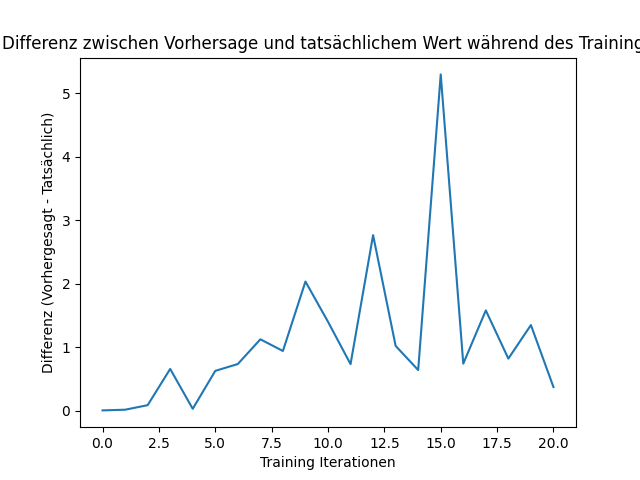 Differenz zwischen Vorhersage und tatsächlichem Wert während des Training
Differenz (Vorhergesagt - Tatsächlich)
5
4
3
2
1
0
0.0 2.5 5.0 7.5 10.0 12.5 15.0 17.5 20.0
Training Iterationen